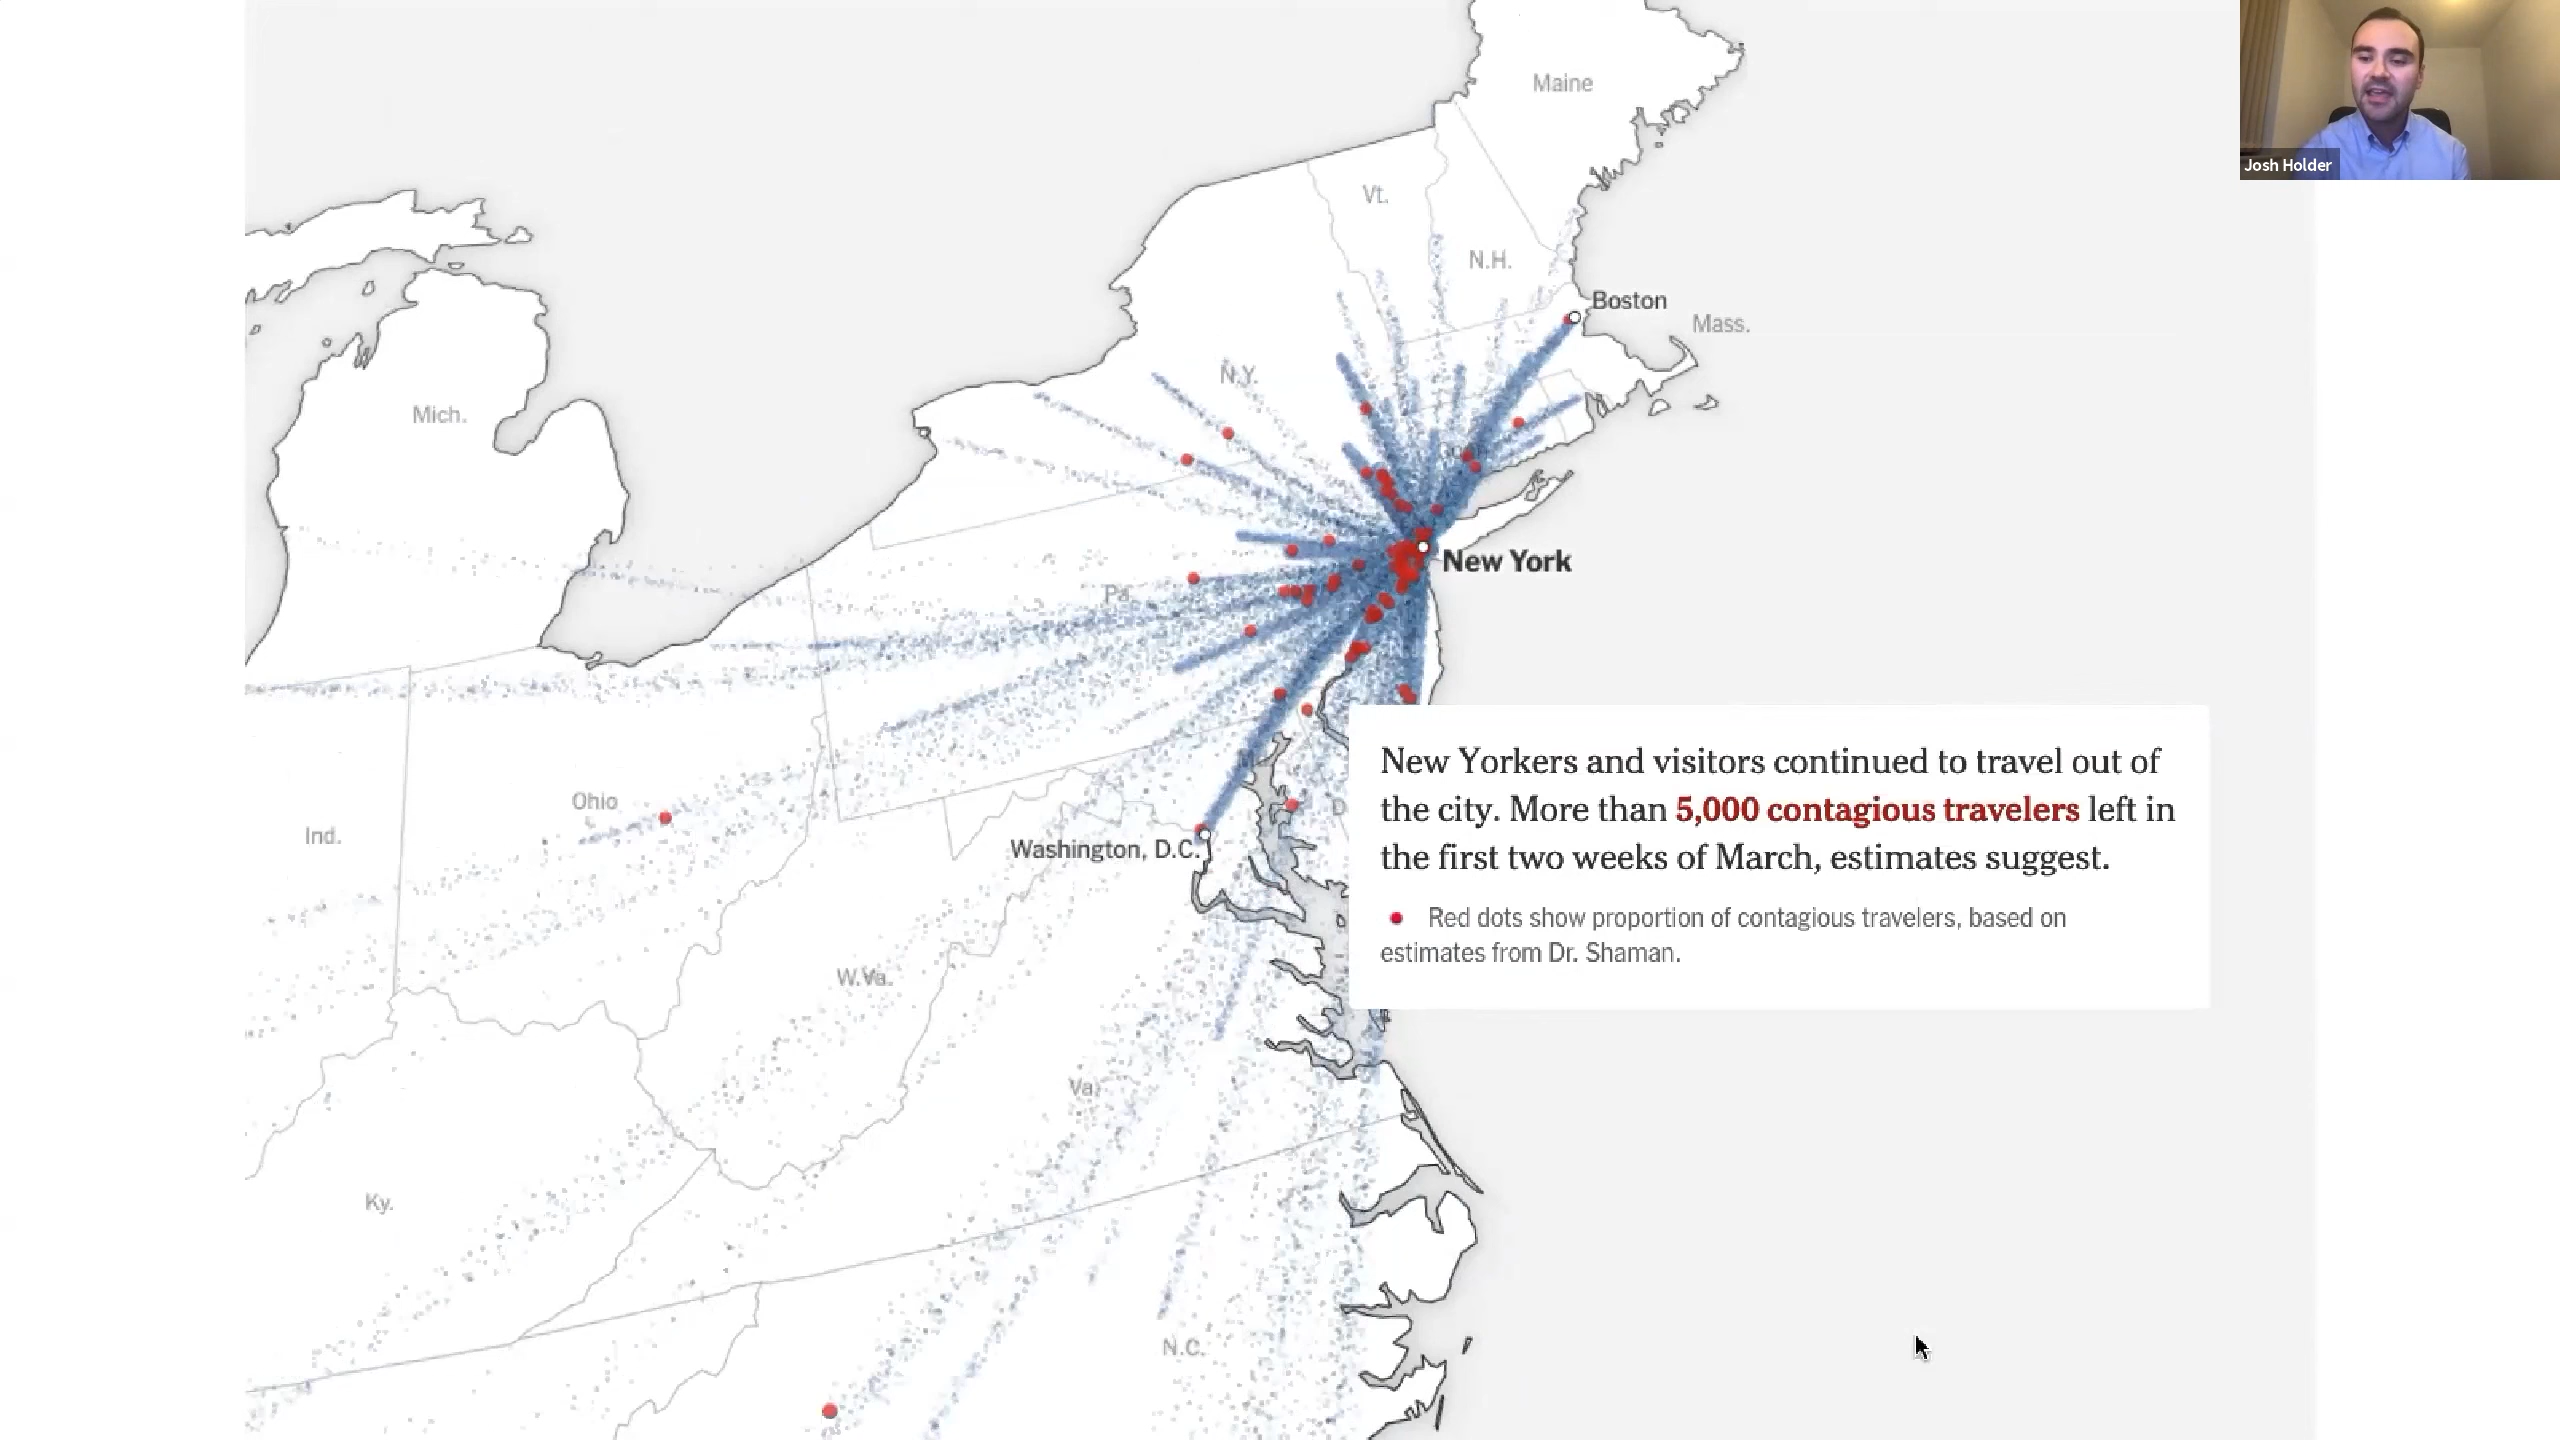 Maine
Josh Holder
Vt.
N.H.
Boston
Mass.
N.Y.
Mich.
New York
Pa.
New Yorkers and visitors continued to travel out of
the city. More than 5,000 contagious travelers left in
the first two weeks of March, estimates suggest.
Red dots show proportion of contagious travelers, based on
estimates from Dr. Shaman.
Ohio
Ind.
Washington, D.C.
W.Va.
Va.
Ky.
N.C.